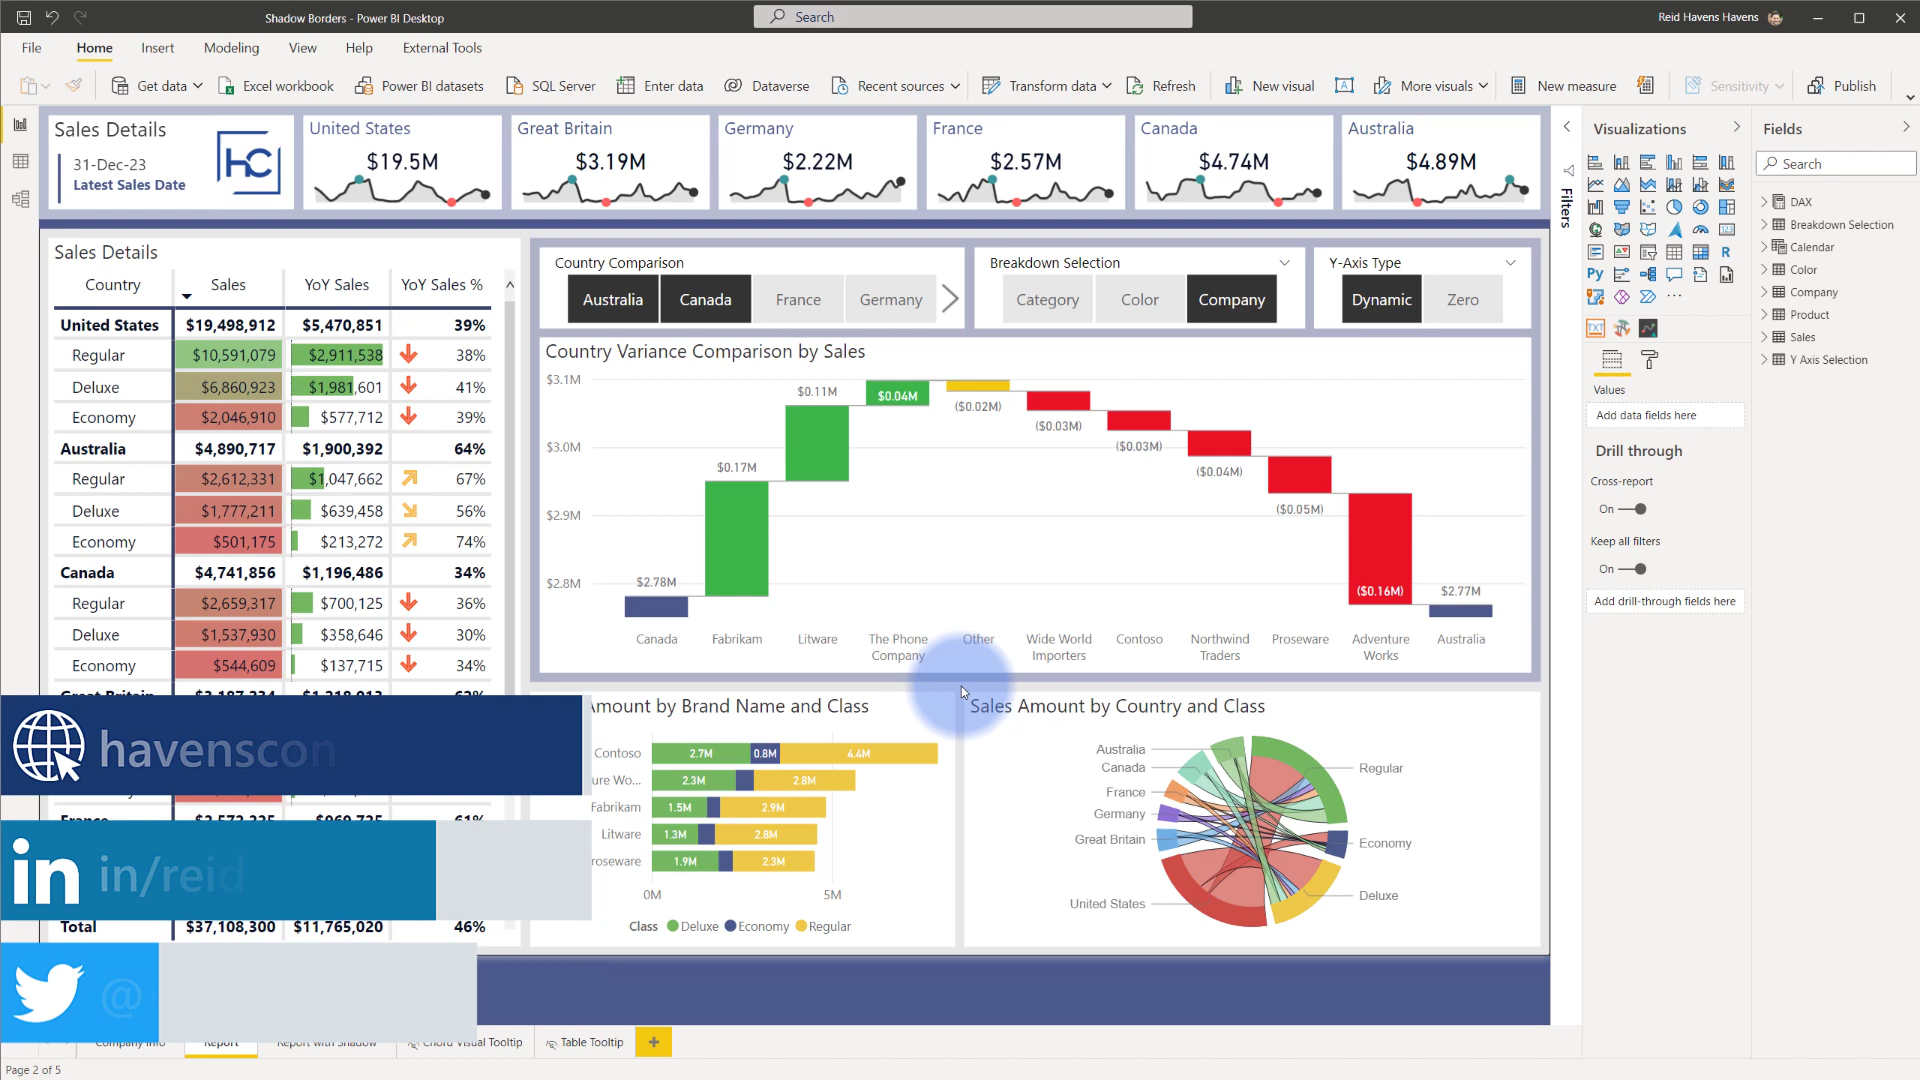 Shadow Borders - Power BI Desktop
Search
Reid Havens Havens
File
Home
Insert
Modeling
View
Help
External Tools
Get data
Excel workbook
Power BI datasets
SQL Server
Enter data
Dataverse
Recent sources
Transform data
Refresh
New visual
More visuals
New measure
Sensitivity
Publish
Sales Details
31-Dec-23
Latest Sales Date
HC
United States
$19.5M
Great Britain
$3.19M
Germany
$2.22M
France
$2.57M
Canada
$4.74M
Australia
$4.89M
Sales Details
Country Sales YoY Sales YoY Sales %
United States $19,498,912 $5,470,851 39%
Regular $10,591,079 $2,911,538 38%
Deluxe $6,860,923 $1,981,601 41%
Economy $2,046,910 $577,712 39%
Australia $4,890,717 $1,900,392 64%
Regular $2,612,331 $1,047,662 67%
Deluxe $1,777,211 $639,458 56%
Economy $501,175 $213,272 74%
Canada $4,741,856 $1,196,486 34%
Regular $2,659,317 $700,125 36%
Deluxe $1,537,930 $358,646 30%
Economy $544,609 $137,715 34%
Total $37,108,300 $11,765,020 46%
havenscon
in in/reid
@
Country Comparison
Australia
Canada
France
Germany
Breakdown Selection
Category
Color
Company
Y-Axis Type
Dynamic
Zero
Country Variance Comparison by Sales
$3.1M
$3.0M
$2.9M
$2.8M
$2.78M
$0.17M
$0.11M
$0.04M
($0.02M)
($0.03M)
($0.03M)
($0.04M)
($0.05M)
($0.16M)
$2.77M
Canada
Fabrikam
Litware
The Phone
Company
Other
Wide World
Importers
Contoso
Northwind
Traders
Proseware
Adventure
Works
Australia
Amount by Brand Name and Class
Contoso 2.7M 0.8M 4.4M
ure Wo... 2.3M 2.8M
Fabrikam 1.5M 2.9M
Litware 1.3M 2.8M
roseware 1.9M 2.3M
0M 5M
Class Deluxe Economy Regular
Sales Amount by Country and Class
Australia
Canada
France
Germany
Great Britain
United States
Regular
Economy
Deluxe
Company Info
Report
Report with Shadow
Chord Visual Tooltip
Table Tooltip
+
Page 2 of 5
Filters
Visualizations
123
R
Py
TXT
Values
Add data fields here
Drill through
Cross-report
On
Keep all filters
On
Add drill-through fields here
Fields
Search
DAX
Breakdown Selection
Calendar
Color
Company
Product
Sales
Y Axis Selection